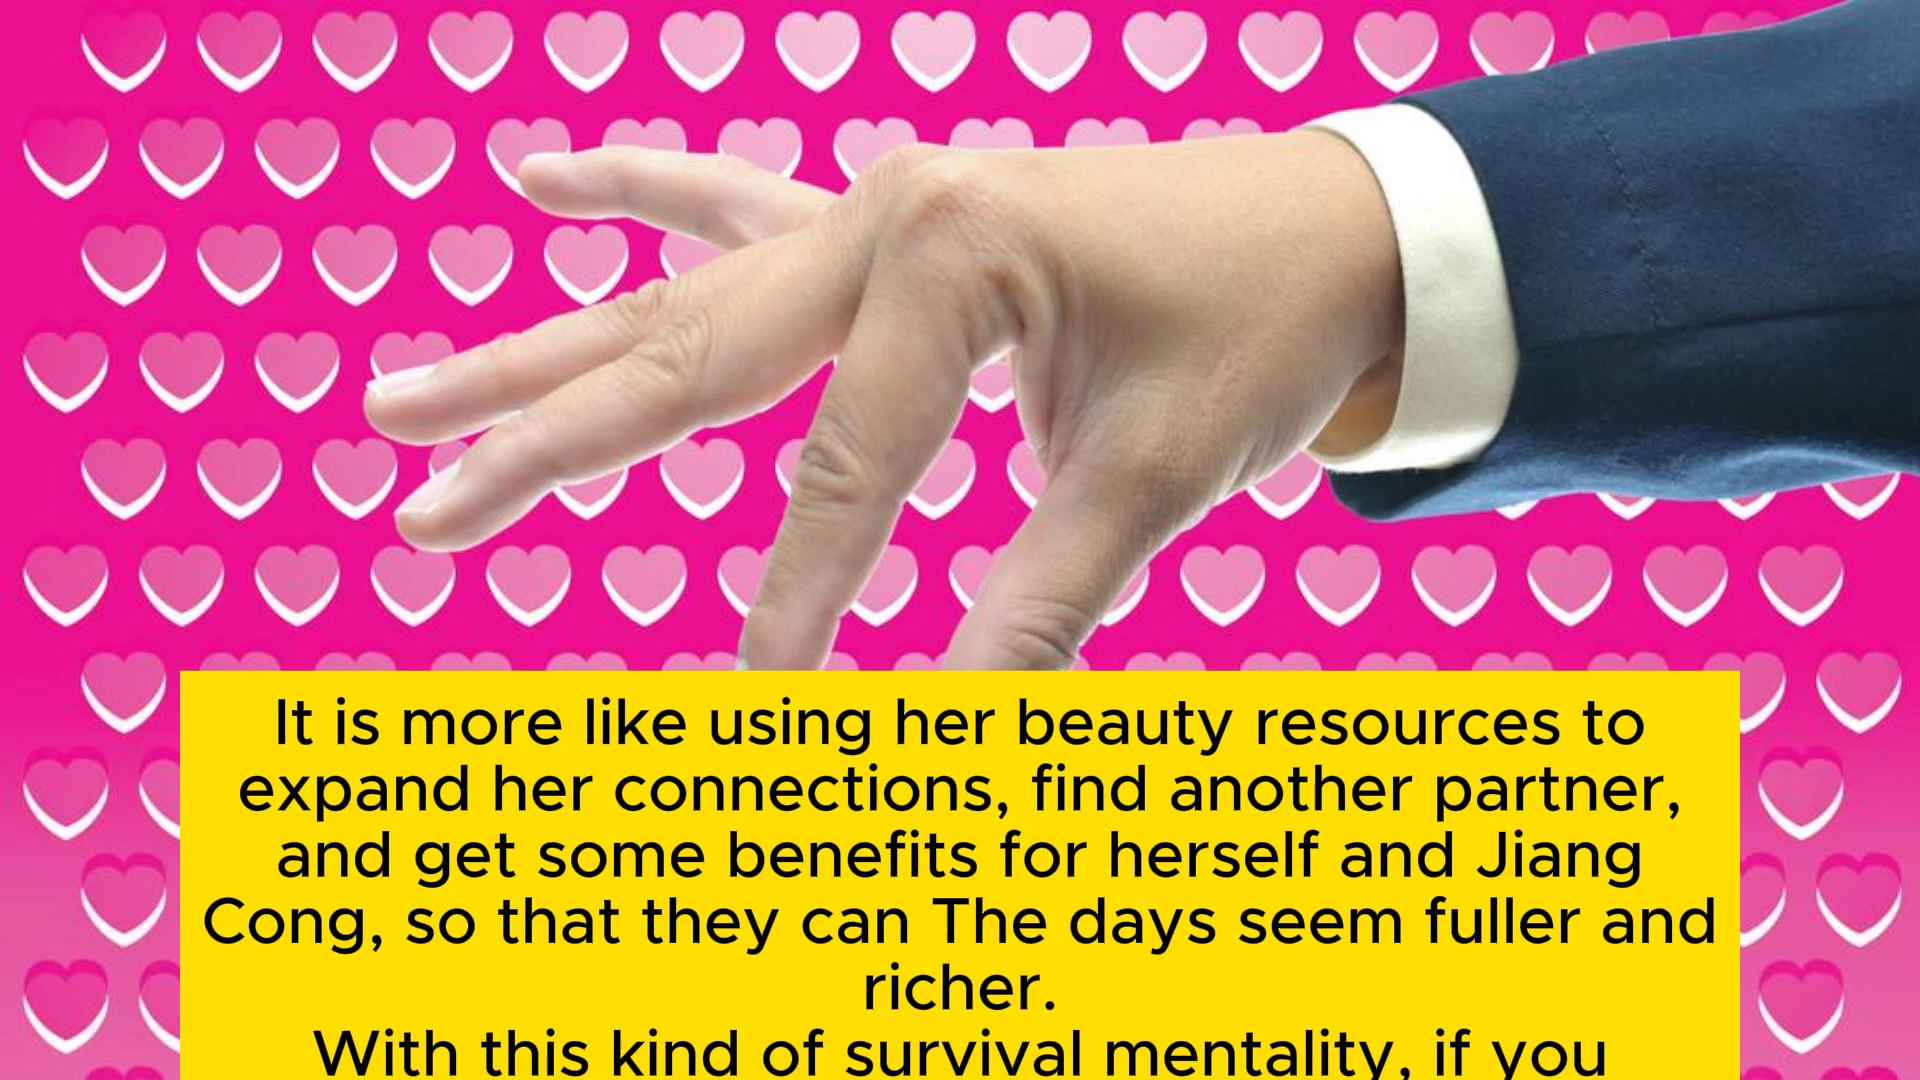 It is more like using her beauty resources to
expand her connections, find another partner,
and get some benefits for herself and Jiang
Cong, so that they can The days seem fuller and
richer.
With this kind of survival mentality, if you